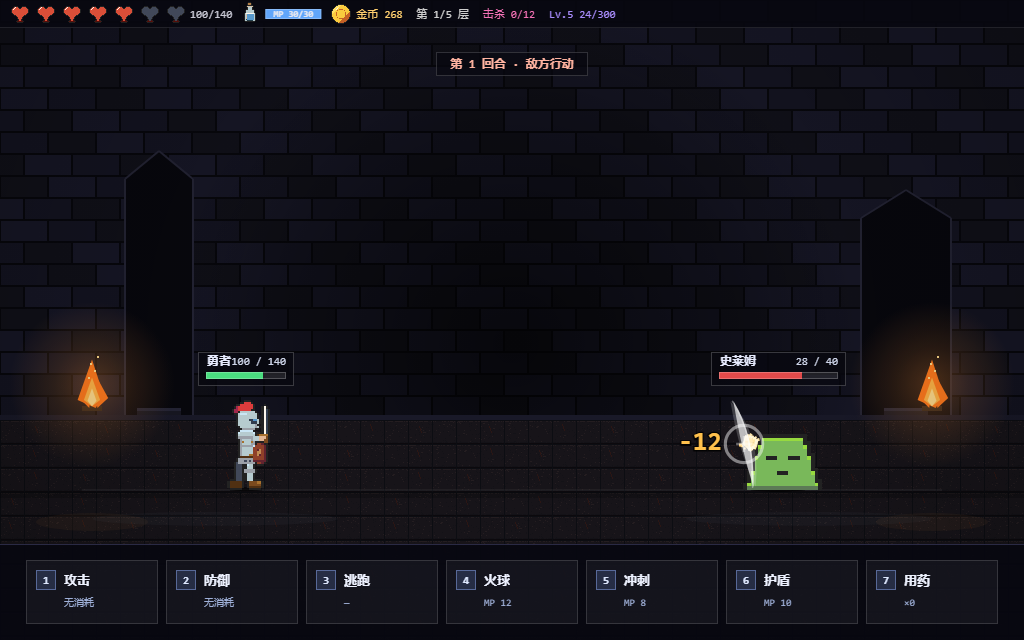 100/140 MP 30/30 金币 268 第 1/5 层 击杀 0/12 Lv.5 24/300
第 1 回合 · 敌方行动
勇者100 / 140
史莱姆 28 / 40
-12
1 攻击
无消耗
2 防御
无消耗
3 逃跑
—
4 火球
MP 12
5 冲刺
MP 8
6 护盾
MP 10
7 用药
×0